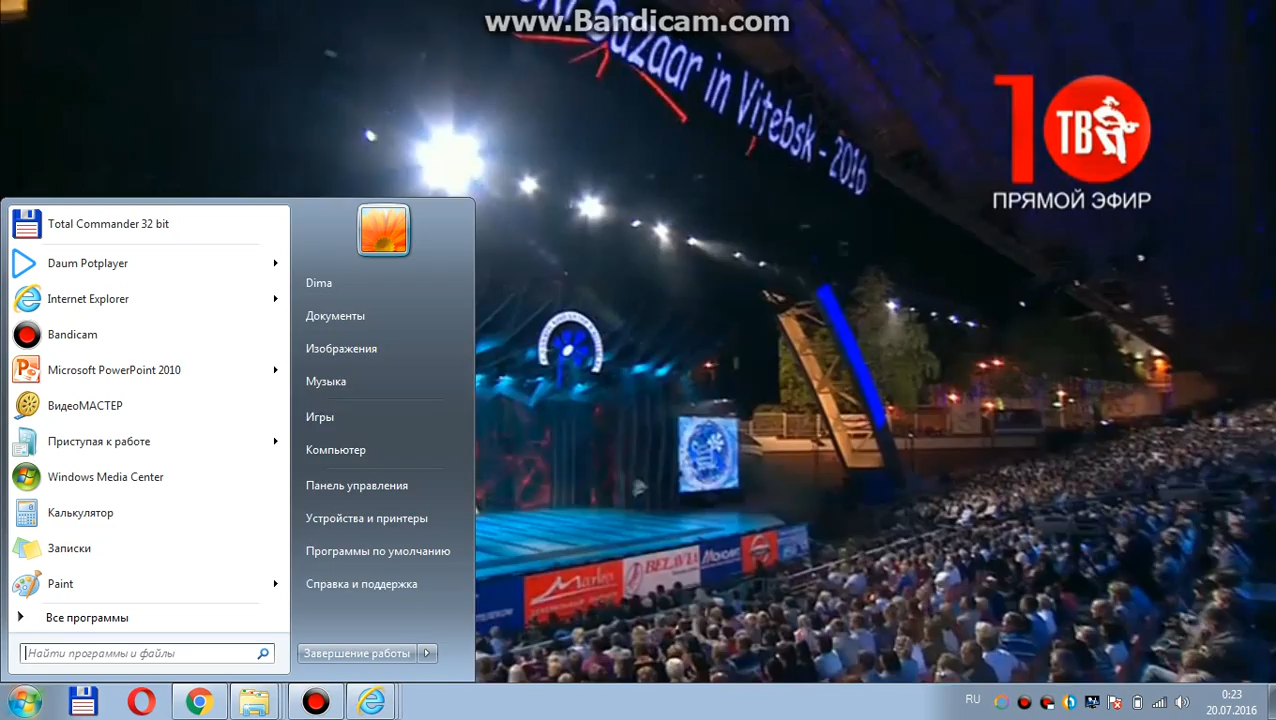 www.Bandicam.com
Bazaar in Vitebsk - 2016
10
ТВ
ПРЯМОЙ ЭФИР
Total Commander 32 bit
Daum Potplayer
Internet Explorer
Bandicam
Microsoft PowerPoint 2010
ВидеоМАСТЕР
Приступая к работе
Windows Media Center
Калькулятор
Записки
Paint
Все программы
Найти программы и файлы
Dima
Документы
Изображения
Музыка
Игры
Компьютер
Панель управления
Устройства и принтеры
Программы по умолчанию
Справка и поддержка
Завершение работы
Марко
BELAVIA
RU
0:23
20.07.2016